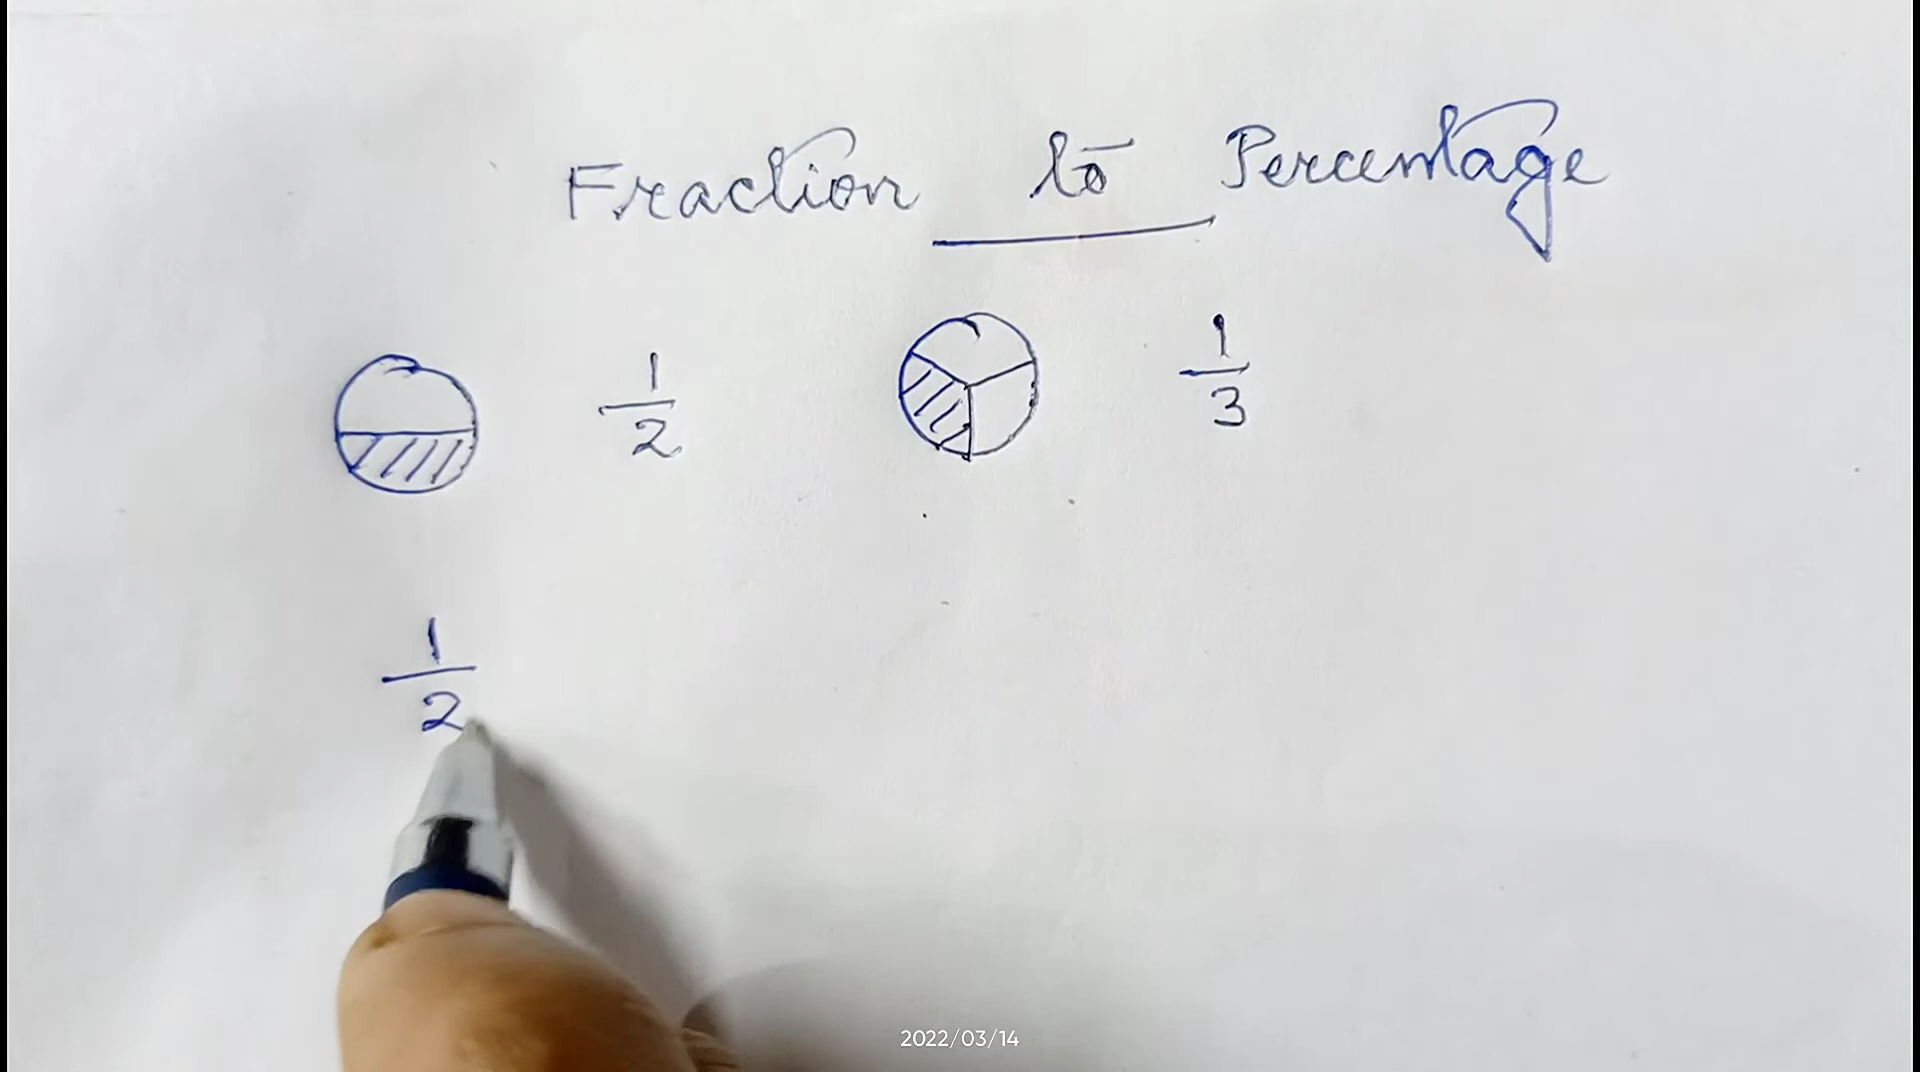 Fraction to Percentage
1/2
1/3
1/2
2022/03/14